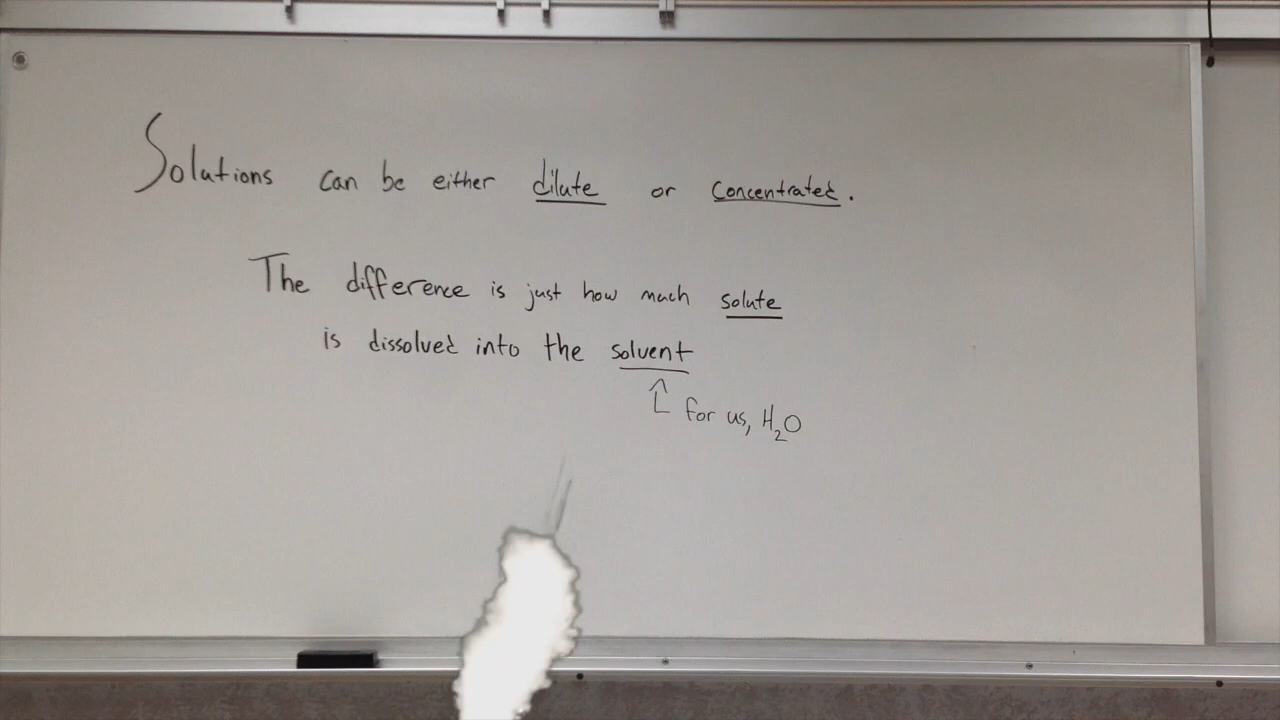 Solutions can be either dilute or concentrated.
The difference is just how much solute
is dissolved into the solvent
for us, H₂O